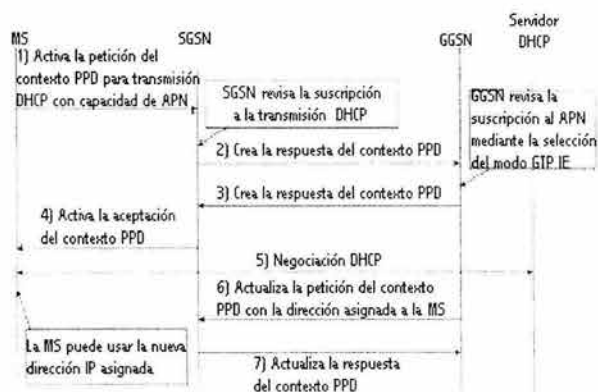 Servidor
MS SGSN GGSN DHCP
1) Activa la petición del
contexto PPD para transmisión
DHCP con capacidad de APN
SGSN revisa la suscripción
a la transmisión DHCP
GGSN revisa la
suscripción al APN
mediante la selección
del modo GTP IE
2) Crea la respuesta del contexto PPD
3) Crea la respuesta del contexto PPD
4) Activa la aceptación
del contexto PPD
5) Negociación DHCP
6) Actualiza la petición del contexto
PPD con la dirección asignada a la MS
La MS puede usar la nueva
dirección IP asignada
7) Actualiza la respuesta
del contexto PPD